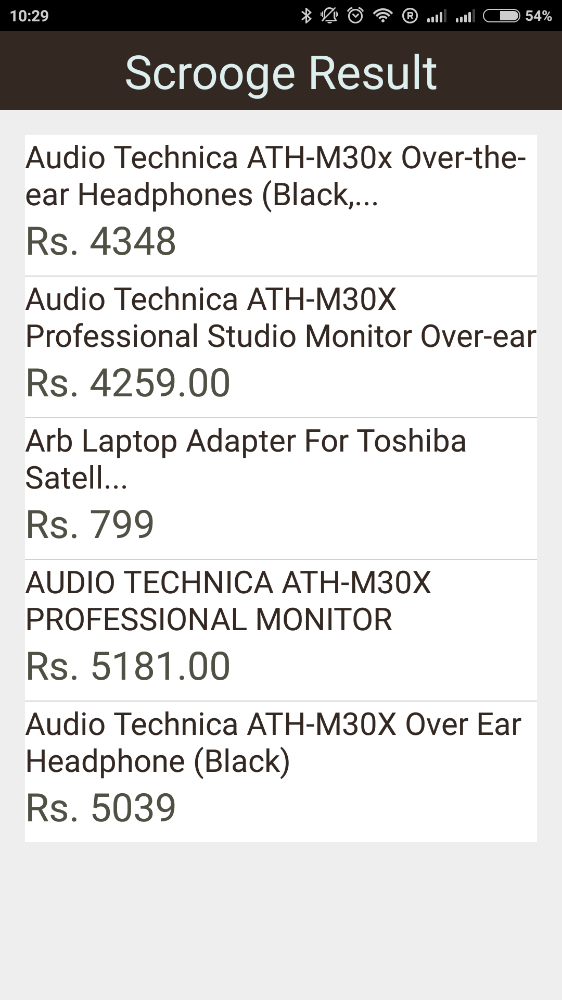 10:29 54%
Scrooge Result
Audio Technica ATH-M30x Over-the-
ear Headphones (Black,...
Rs. 4348
Audio Technica ATH-M30X
Professional Studio Monitor Over-ear
Rs. 4259.00
Arb Laptop Adapter For Toshiba
Satell...
Rs. 799
AUDIO TECHNICA ATH-M30X
PROFESSIONAL MONITOR
Rs. 5181.00
Audio Technica ATH-M30X Over Ear
Headphone (Black)
Rs. 5039